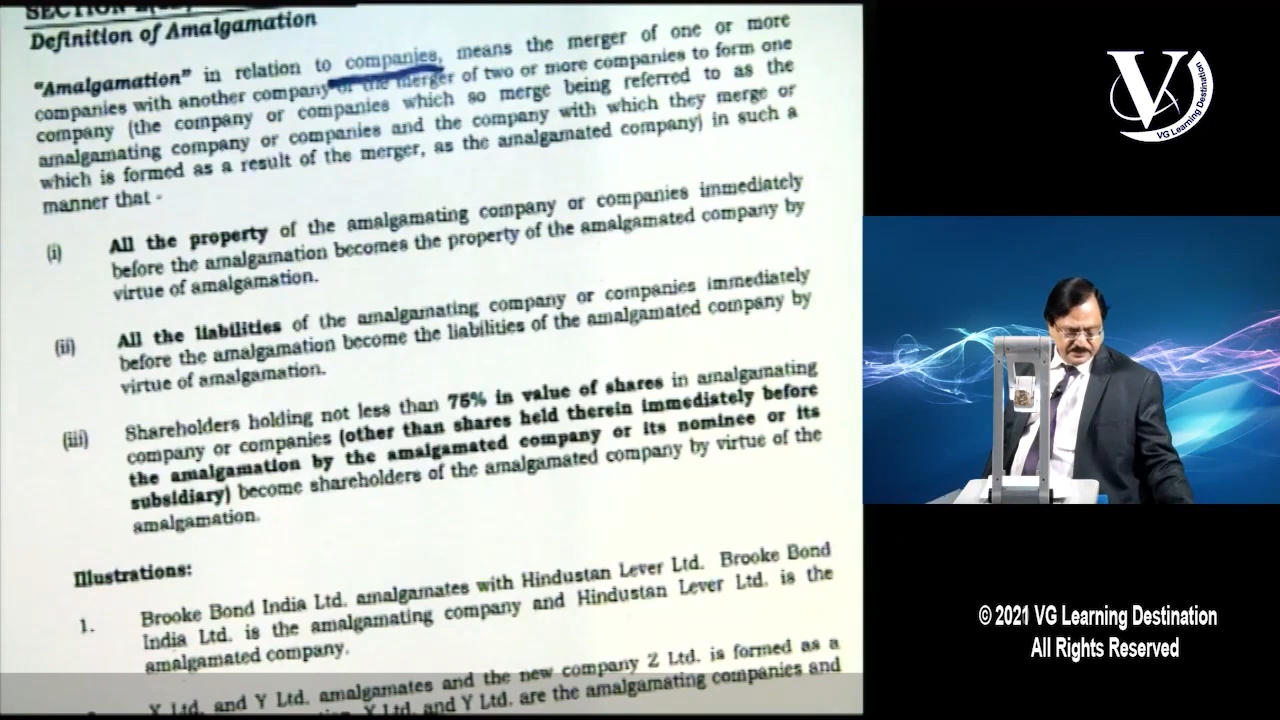 SECTION
Definition of Amalgamation
"Amalgamation" in relation to companies, means the merger of one or more
companies with another company or the merger of two or more companies to form one
company (the company or companies which so merge being referred to as the
amalgamating company or companies and the company with which they merge or
which is formed as a result of the merger, as the amalgamated company) in such a
manner that -
(i) All the property of the amalgamating company or companies immediately
before the amalgamation becomes the property of the amalgamated company by
virtue of amalgamation.
(ii) All the liabilities of the amalgamating company or companies immediately
before the amalgamation become the liabilities of the amalgamated company by
virtue of amalgamation.
(iii) Shareholders holding not less than 75% in value of shares in amalgamating
company or companies (other than shares held therein immediately before
the amalgamation by the amalgamated company or its nominee or its
subsidiary) become shareholders of the amalgamated company by virtue of the
amalgamation.
Illustrations:
1. Brooke Bond India Ltd. amalgamates with Hindustan Lever Ltd. Brooke Bond
India Ltd. is the amalgamating company and Hindustan Lever Ltd. is the
amalgamated company.
X Ltd. and Y Ltd. amalgamates and the new company Z Ltd. is formed as a
X Ltd. and Y Ltd. are the amalgamating companies and
V
VG Learning Destination
© 2021 VG Learning Destination
All Rights Reserved